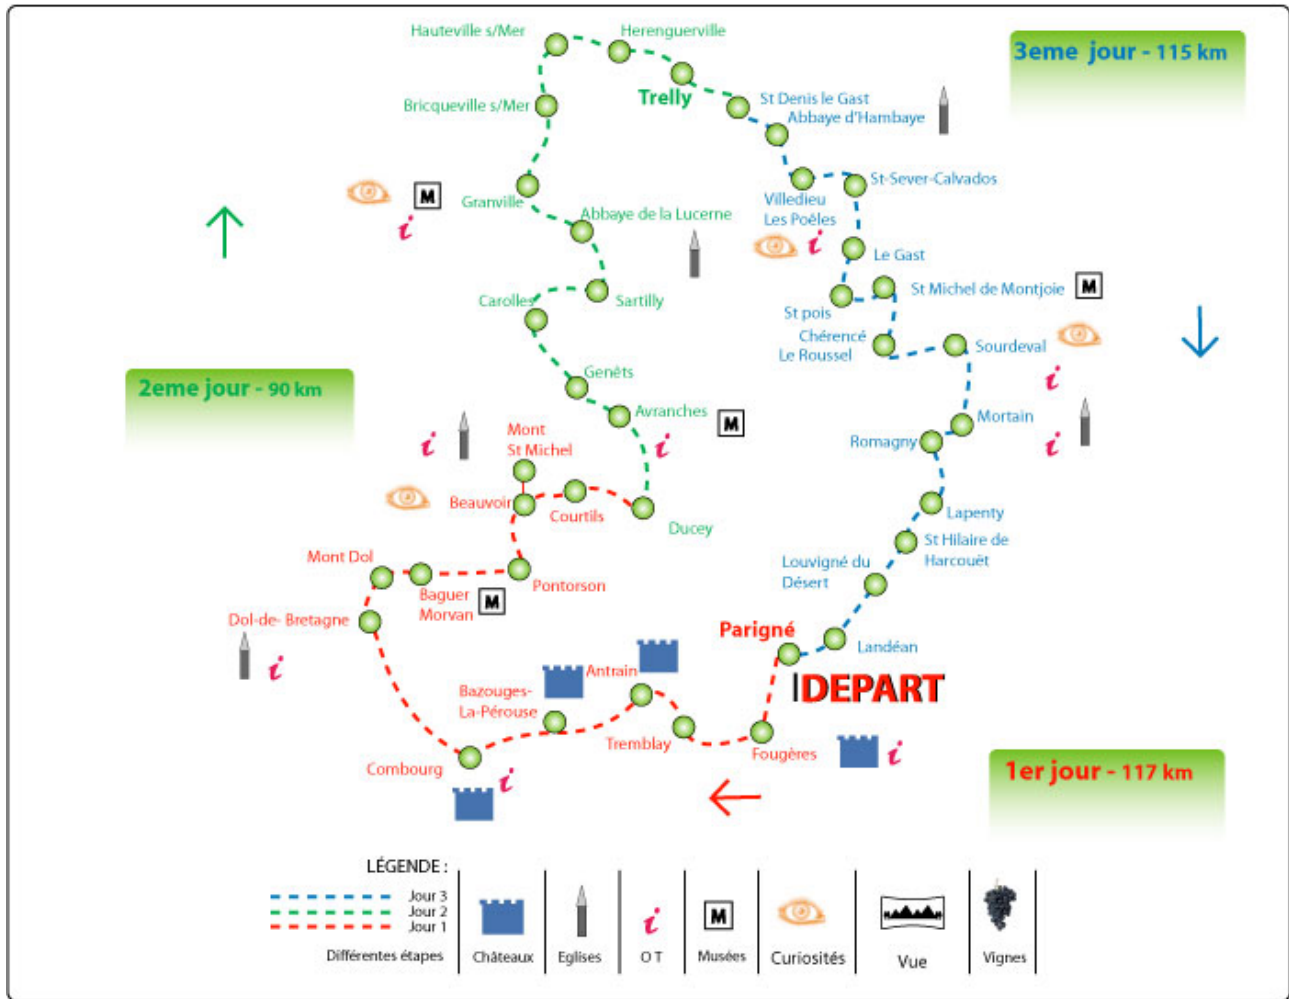 Hauteville s/Mer
Herenguerville
3eme jour - 115 km
Bricqueville s/Mer
Trelly
St Denis le Gast
Abbaye d'Hambaye
St-Sever-Calvados
Villedieu
Les Poêles
M
Granville
i
Abbaye de la Lucerne
i
Le Gast
Carolles
Sartilly
St Michel de Montjoie
M
St pois
Chérencé
Le Roussel
Sourdeval
i
2eme jour - 90 km
Genêts
Avranches
M
i
Mortain
Romagny
i
Mont
St Michel
i
Beauvoir
Courtils
Ducey
Lapenty
St Hilaire de
Harcouët
Mont Dol
Baguer
Morvan
M
Pontorson
Louvigné du
Désert
Dol-de- Bretagne
i
Parigné
Landéan
DEPART
Antrain
Bazouges-
La-Pérouse
Tremblay
Fougères
i
Combourg
i
1er jour - 117 km
LÉGENDE :
Jour 3
Jour 2
Jour 1
i
M
Différentes étapes
Châteaux
Eglises
O T
Musées
Curiosités
Vue
Vignes